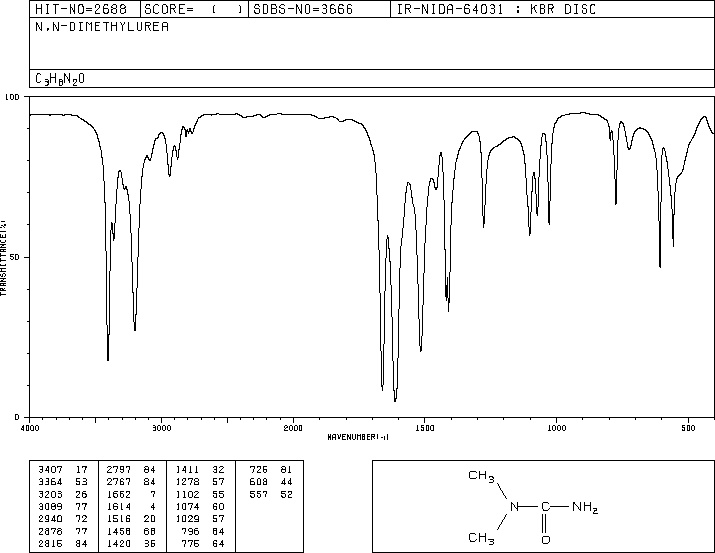 HIT-NO=2688 SCORE= ( ) SDBS-NO=3666 IR-NIDA-64031 : KBR DISC
N,N-DIMETHYLUREA
C3H8N2O
100
50
0
TRANSMITTANCE(%)
4000 3000 2000 1500 1000 500
WAVENUMBER(-1)
3407 17 2797 84 1411 32 726 81
3364 53 2767 84 1278 57 608 44
3203 26 1662 7 1102 55 557 52
3089 77 1614 4 1074 60
2940 72 1516 20 1029 57
2876 77 1458 68 796 84
2815 84 1420 35 775 64
CH3
N—C—NH2
CH3
O